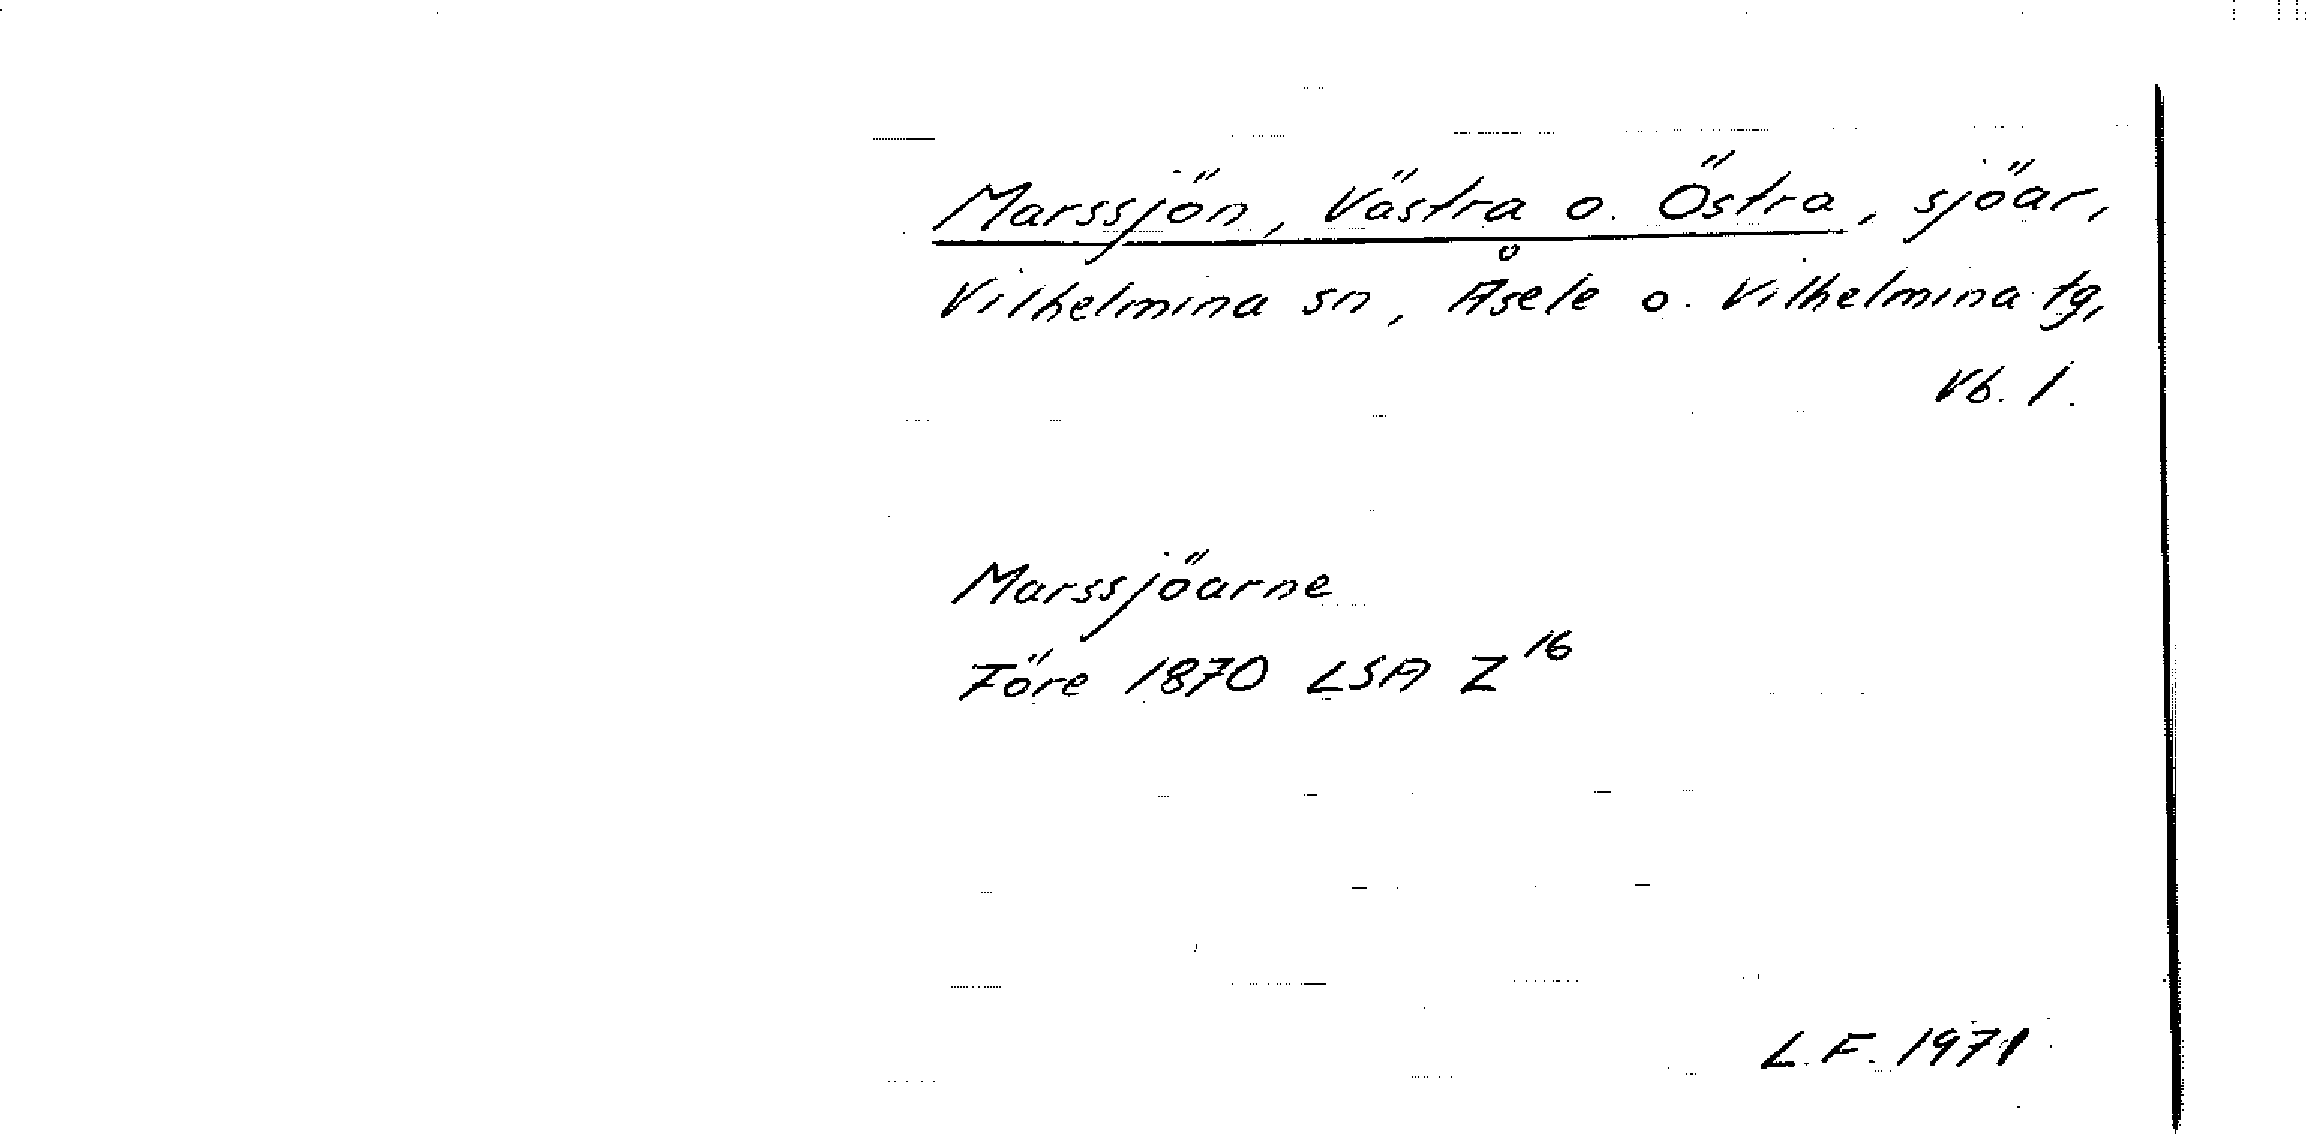 Marssjön, Västra o. Östra, sjöar,
Vilhelmina sn, Åsele o. Vilhelmina tg,
Vb. l.
Marssjöarne
Före 1870 LSA Z 16
L.F. 1971